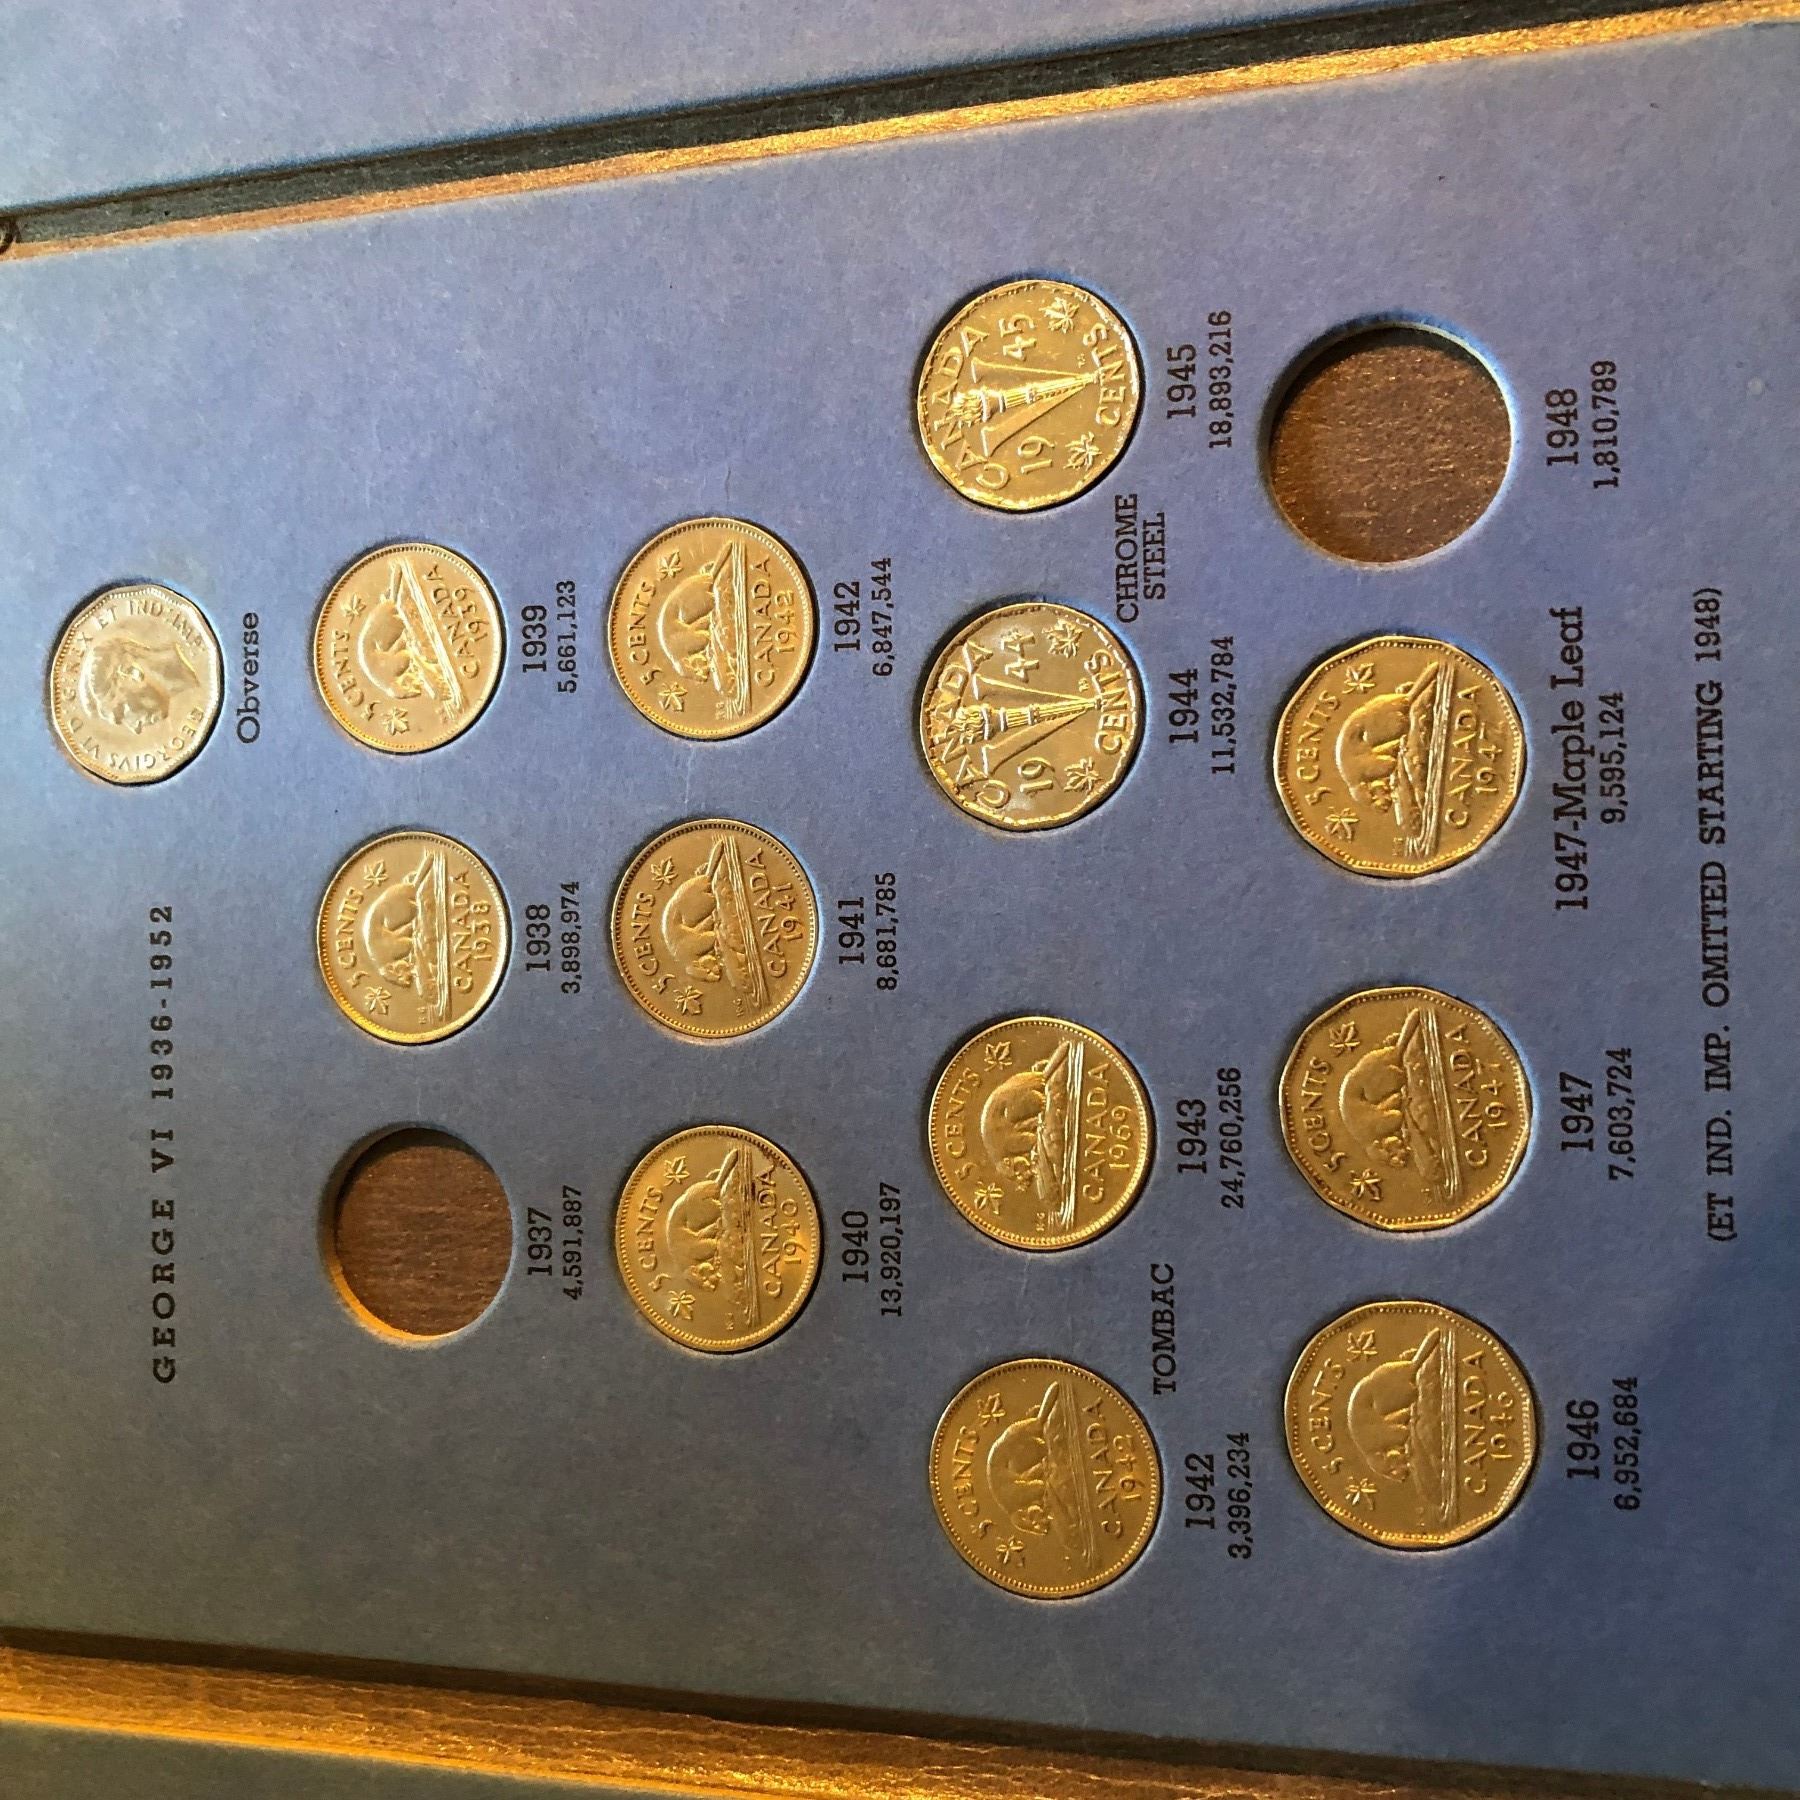 GEORGE VI 1936-1952
GEORGIVS VI D:G:REX ET IND:IMP:
Obverse
5 CENTS
CANADA
1938
5 CENTS
CANADA
1939
1937
4,591,887
1938
3,898,974
1939
5,661,123
5 CENTS
CANADA
1940
5 CENTS
CANADA
1941
5 CENTS
CANADA
1942
1940
13,920,197
1941
8,681,785
1942
6,847,544
5 CENTS
CANADA
1942
5 CENTS
CANADA
1969
CANADA
19 44
CENTS
CANADA
19 45
CENTS
TOMBAC
CHROME
STEEL
1942
3,396,234
1943
24,760,256
1944
11,532,784
1945
18,893,216
5 CENTS
CANADA
1946
5 CENTS
CANADA
1947
5 CENTS
CANADA
1947
1946
6,952,684
1947
7,603,724
1947-Maple Leaf
9,595,124
1948
1,810,789
(ET IND. IMP. OMITTED STARTING 1948)